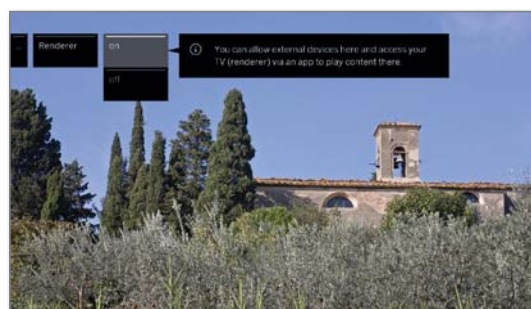 ...
Renderer
on
You can allow external devices here and access your
TV (renderer) via an app to play content there.
off